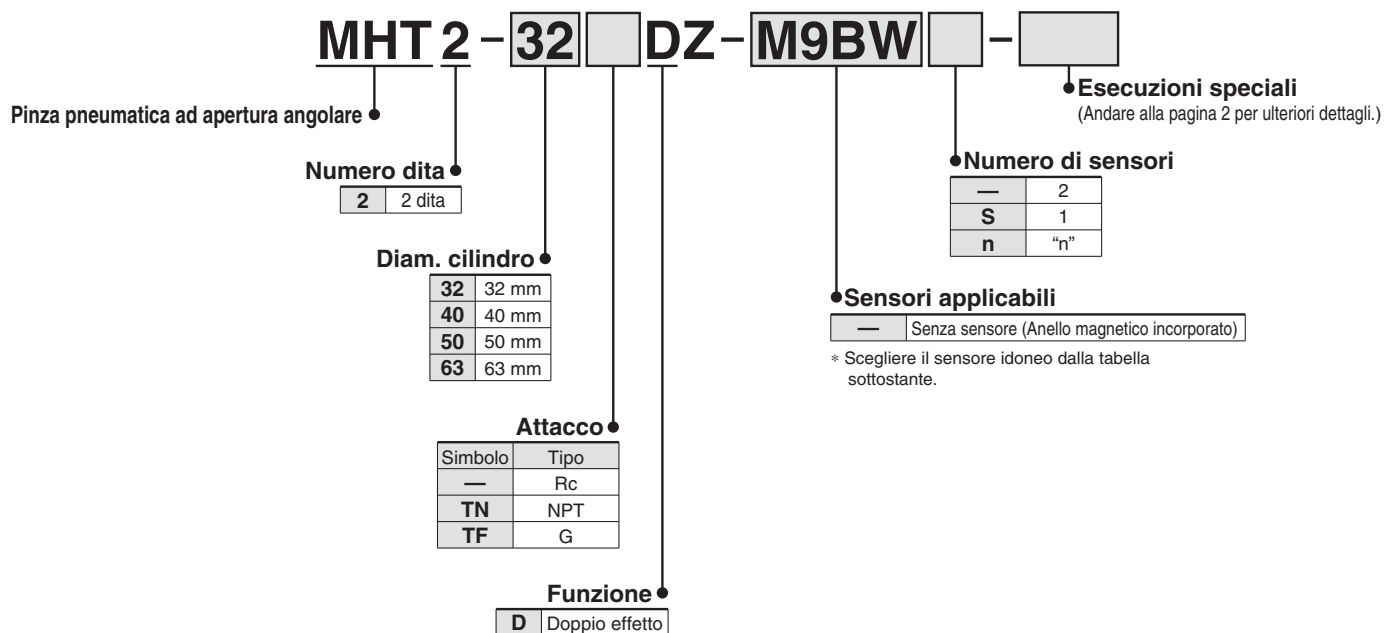 MHT 2 – 32 DZ – M9BW –
Pinza pneumatica ad apertura angolare
Numero dita
2 2 dita
Diam. cilindro
32 32 mm
40 40 mm
50 50 mm
63 63 mm
Attacco
Simbolo Tipo
— Rc
TN NPT
TF G
Funzione
D Doppio effetto
Esecuzioni speciali
(Andare alla pagina 2 per ulteriori dettagli.)
Numero di sensori
— 2
S 1
n “n”
Sensori applicabili
— Senza sensore (Anello magnetico incorporato)
∗ Scegliere il sensore idoneo dalla tabella
sottostante.